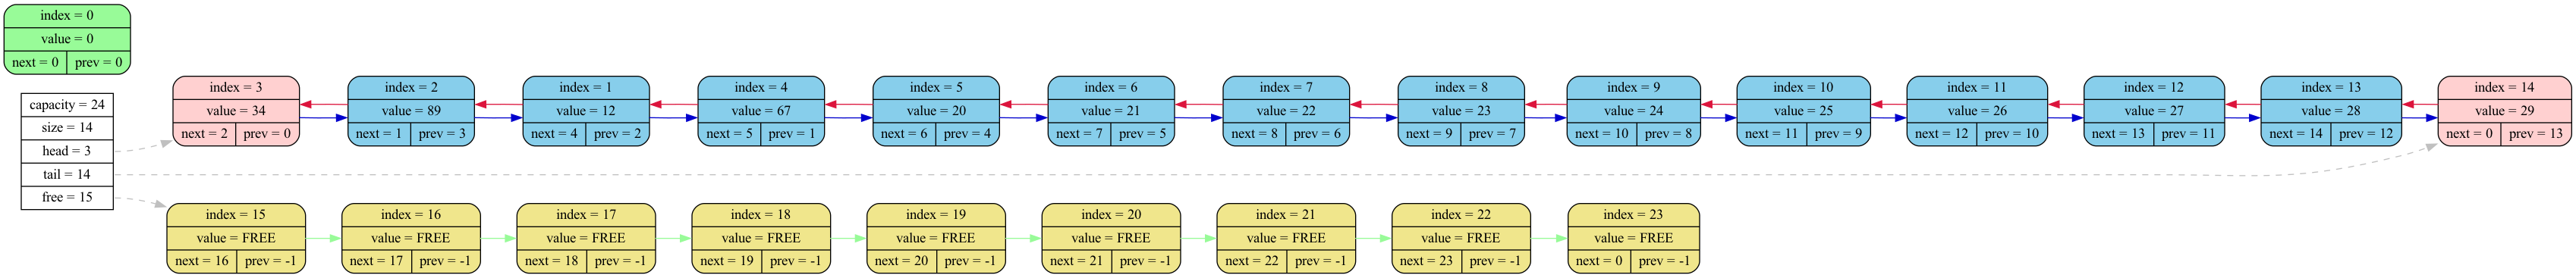 index = 0
value = 0
next = 0 prev = 0
capacity = 24
size = 14
head = 3
tail = 14
free = 15
index = 3
value = 34
next = 2 prev = 0
index = 2
value = 89
next = 1 prev = 3
index = 1
value = 12
next = 4 prev = 2
index = 4
value = 67
next = 5 prev = 1
index = 5
value = 20
next = 6 prev = 4
index = 6
value = 21
next = 7 prev = 5
index = 7
value = 22
next = 8 prev = 6
index = 8
value = 23
next = 9 prev = 7
index = 9
value = 24
next = 10 prev = 8
index = 10
value = 25
next = 11 prev = 9
index = 11
value = 26
next = 12 prev = 10
index = 12
value = 27
next = 13 prev = 11
index = 13
value = 28
next = 14 prev = 12
index = 14
value = 29
next = 0 prev = 13
index = 15
value = FREE
next = 16 prev = -1
index = 16
value = FREE
next = 17 prev = -1
index = 17
value = FREE
next = 18 prev = -1
index = 18
value = FREE
next = 19 prev = -1
index = 19
value = FREE
next = 20 prev = -1
index = 20
value = FREE
next = 21 prev = -1
index = 21
value = FREE
next = 22 prev = -1
index = 22
value = FREE
next = 23 prev = -1
index = 23
value = FREE
next = 0 prev = -1